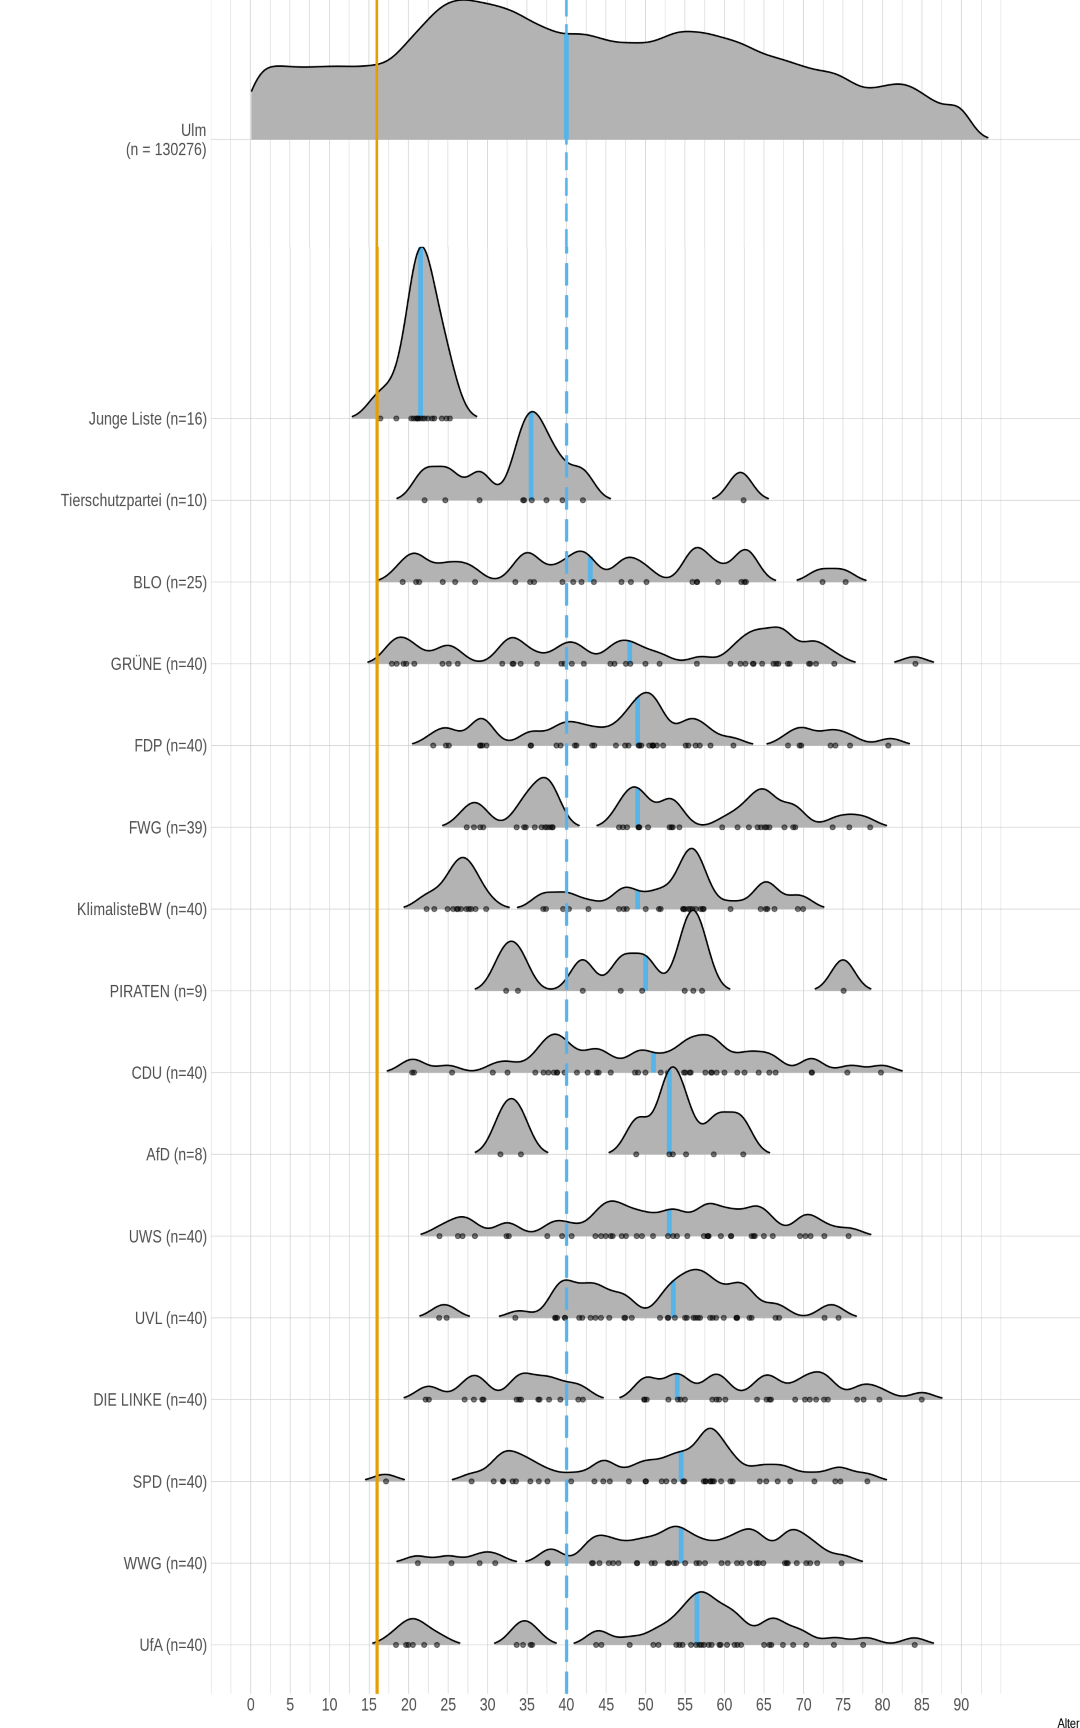 Ulm
(n = 130276)
Junge Liste (n=16)
Tierschutzpartei (n=10)
BLO (n=25)
GRÜNE (n=40)
FDP (n=40)
FWG (n=39)
KlimalisteBW (n=40)
PIRATEN (n=9)
CDU (n=40)
AfD (n=8)
UWS (n=40)
UVL (n=40)
DIE LINKE (n=40)
SPD (n=40)
WWG (n=40)
UfA (n=40)
0 5 10 15 20 25 30 35 40 45 50 55 60 65 70 75 80 85 90
Alter